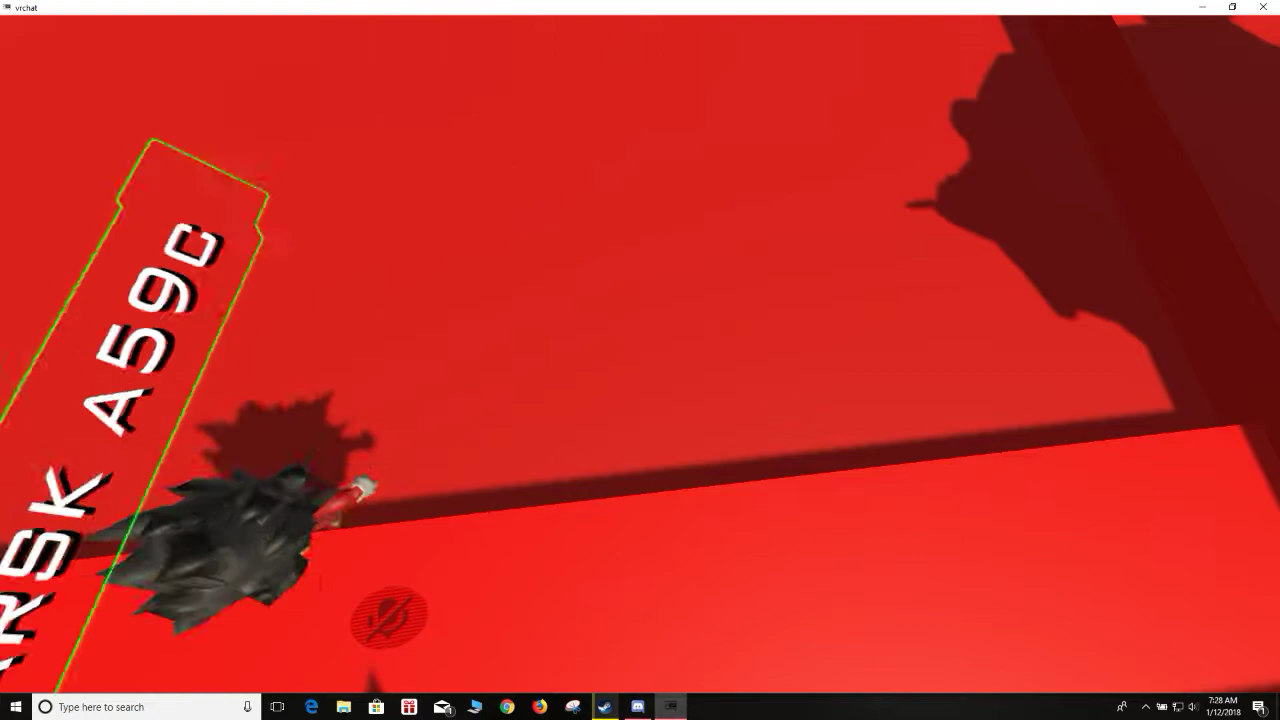 vrchat
RSK A59C
Type here to search
7:28 AM
1/12/2018